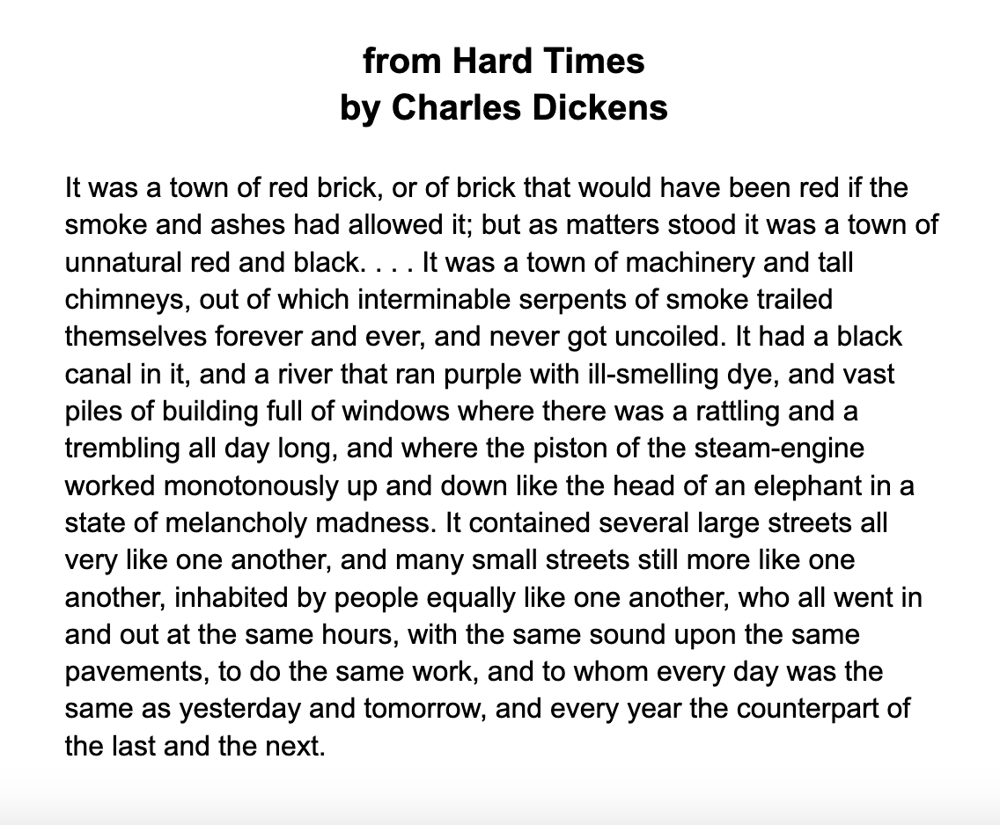 from Hard Times
by Charles Dickens
It was a town of red brick, or of brick that would have been red if the
smoke and ashes had allowed it; but as matters stood it was a town of
unnatural red and black. . . . It was a town of machinery and tall
chimneys, out of which interminable serpents of smoke trailed
themselves forever and ever, and never got uncoiled. It had a black
canal in it, and a river that ran purple with ill-smelling dye, and vast
piles of building full of windows where there was a rattling and a
trembling all day long, and where the piston of the steam-engine
worked monotonously up and down like the head of an elephant in a
state of melancholy madness. It contained several large streets all
very like one another, and many small streets still more like one
another, inhabited by people equally like one another, who all went in
and out at the same hours, with the same sound upon the same
pavements, to do the same work, and to whom every day was the
same as yesterday and tomorrow, and every year the counterpart of
the last and the next.